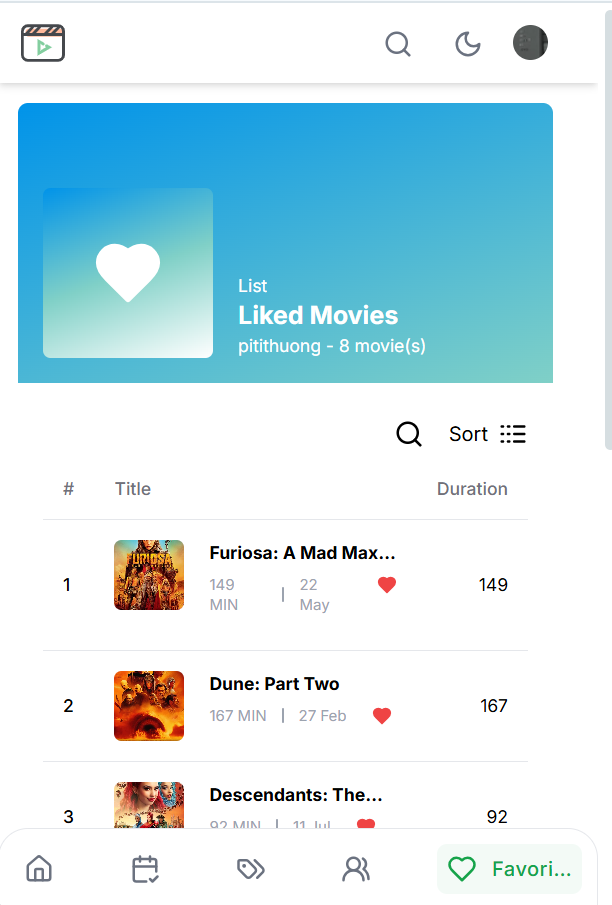 List
Liked Movies
pitithuong - 8 movie(s)
Sort
# Title Duration
Furiosa: A Mad Max...
1 149 MIN | 22 May 149
FURIOSA
Dune: Part Two
2 167 MIN | 27 Feb 167
Descendants: The...
3 92 MIN | 11 Jul 92
Favori...